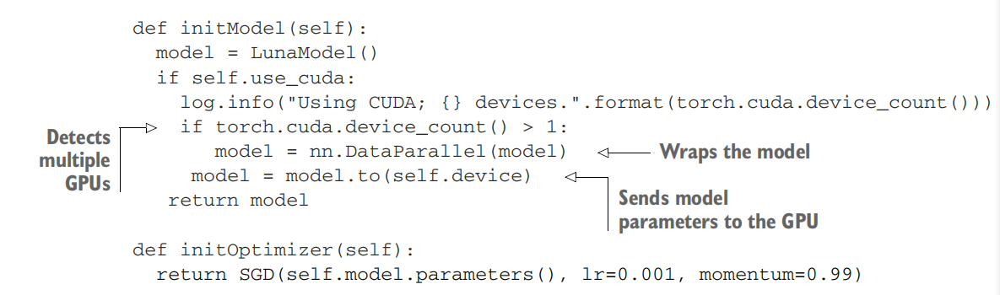 def initModel(self):
model = LunaModel()
if self.use_cuda:
log.info("Using CUDA; {} devices.".format(torch.cuda.device_count()))
if torch.cuda.device_count() > 1:
model = nn.DataParallel(model)
model = model.to(self.device)
return model
Detects
multiple
GPUs
Wraps the model
Sends model
parameters to the GPU
def initOptimizer(self):
return SGD(self.model.parameters(), lr=0.001, momentum=0.99)